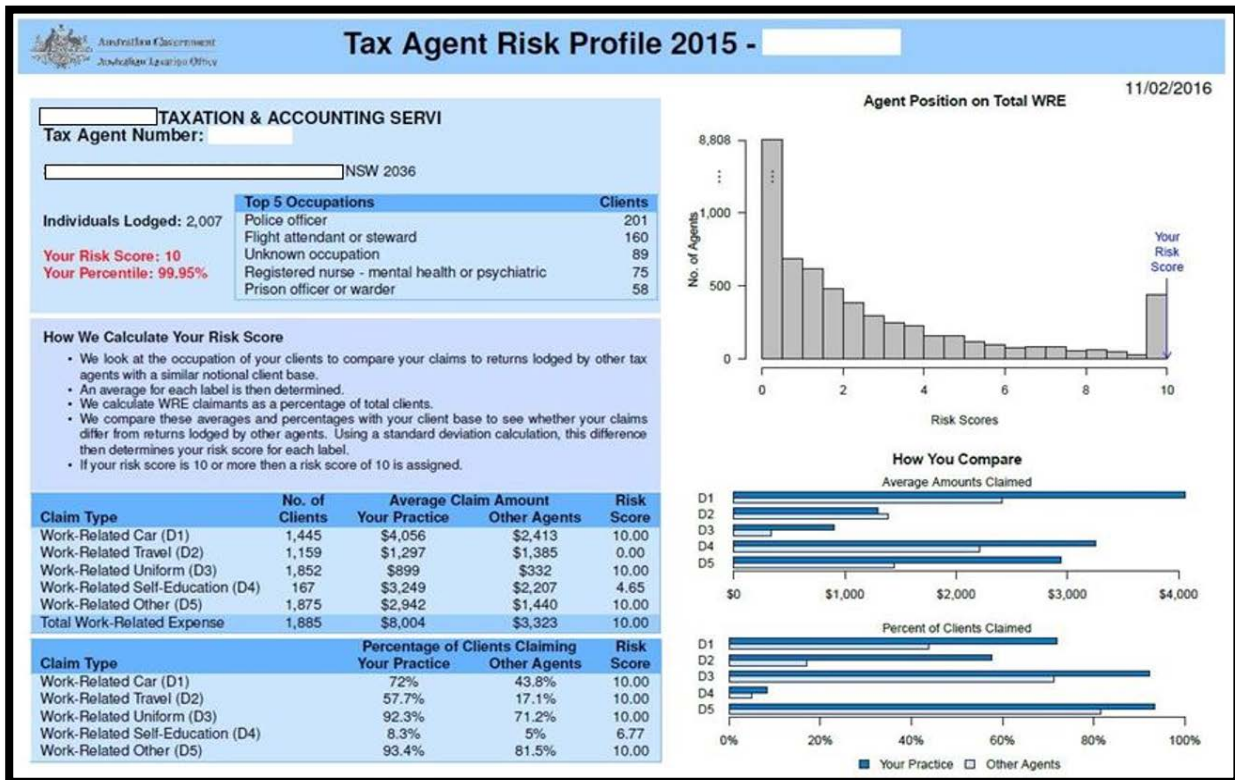 Australian Government
Australian Taxation Office
Tax Agent Risk Profile 2015 -
11/02/2016
TAXATION & ACCOUNTING SERVI
Tax Agent Number:
NSW 2036
Individuals Lodged: 2,007
Your Risk Score: 10
Your Percentile: 99.95%
Top 5 Occupations Clients
Police officer 201
Flight attendant or steward 160
Unknown occupation 89
Registered nurse - mental health or psychiatric 75
Prison officer or warder 58
How We Calculate Your Risk Score
• We look at the occupation of your clients to compare your claims to returns lodged by other tax
agents with a similar notional client base.
• An average for each label is then determined.
• We calculate WRE claimants as a percentage of total clients.
• We compare these averages and percentages with your client base to see whether your claims
differ from returns lodged by other agents. Using a standard deviation calculation, this difference
then determines your risk score for each label.
• If your risk score is 10 or more then a risk score of 10 is assigned.
No. of Average Claim Amount Risk
Claim Type Clients Your Practice Other Agents Score
Work-Related Car (D1) 1,445 $4,056 $2,413 10.00
Work-Related Travel (D2) 1,159 $1,297 $1,385 0.00
Work-Related Uniform (D3) 1,852 $899 $332 10.00
Work-Related Self-Education (D4) 167 $3,249 $2,207 4.65
Work-Related Other (D5) 1,875 $2,942 $1,440 10.00
Total Work-Related Expense 1,885 $8,004 $3,323 10.00
Percentage of Clients Claiming Risk
Claim Type Your Practice Other Agents Score
Work-Related Car (D1) 72% 43.8% 10.00
Work-Related Travel (D2) 57.7% 17.1% 10.00
Work-Related Uniform (D3) 92.3% 71.2% 10.00
Work-Related Self-Education (D4) 8.3% 5% 6.77
Work-Related Other (D5) 93.4% 81.5% 10.00
Agent Position on Total WRE
No. of Agents
8,808
1,000
500
0
Your
Risk
Score
0 2 4 6 8 10
Risk Scores
How You Compare
Average Amounts Claimed
D1
D2
D3
D4
D5
$0 $1,000 $2,000 $3,000 $4,000
Percent of Clients Claimed
D1
D2
D3
D4
D5
0% 20% 40% 60% 80% 100%
Your Practice Other Agents